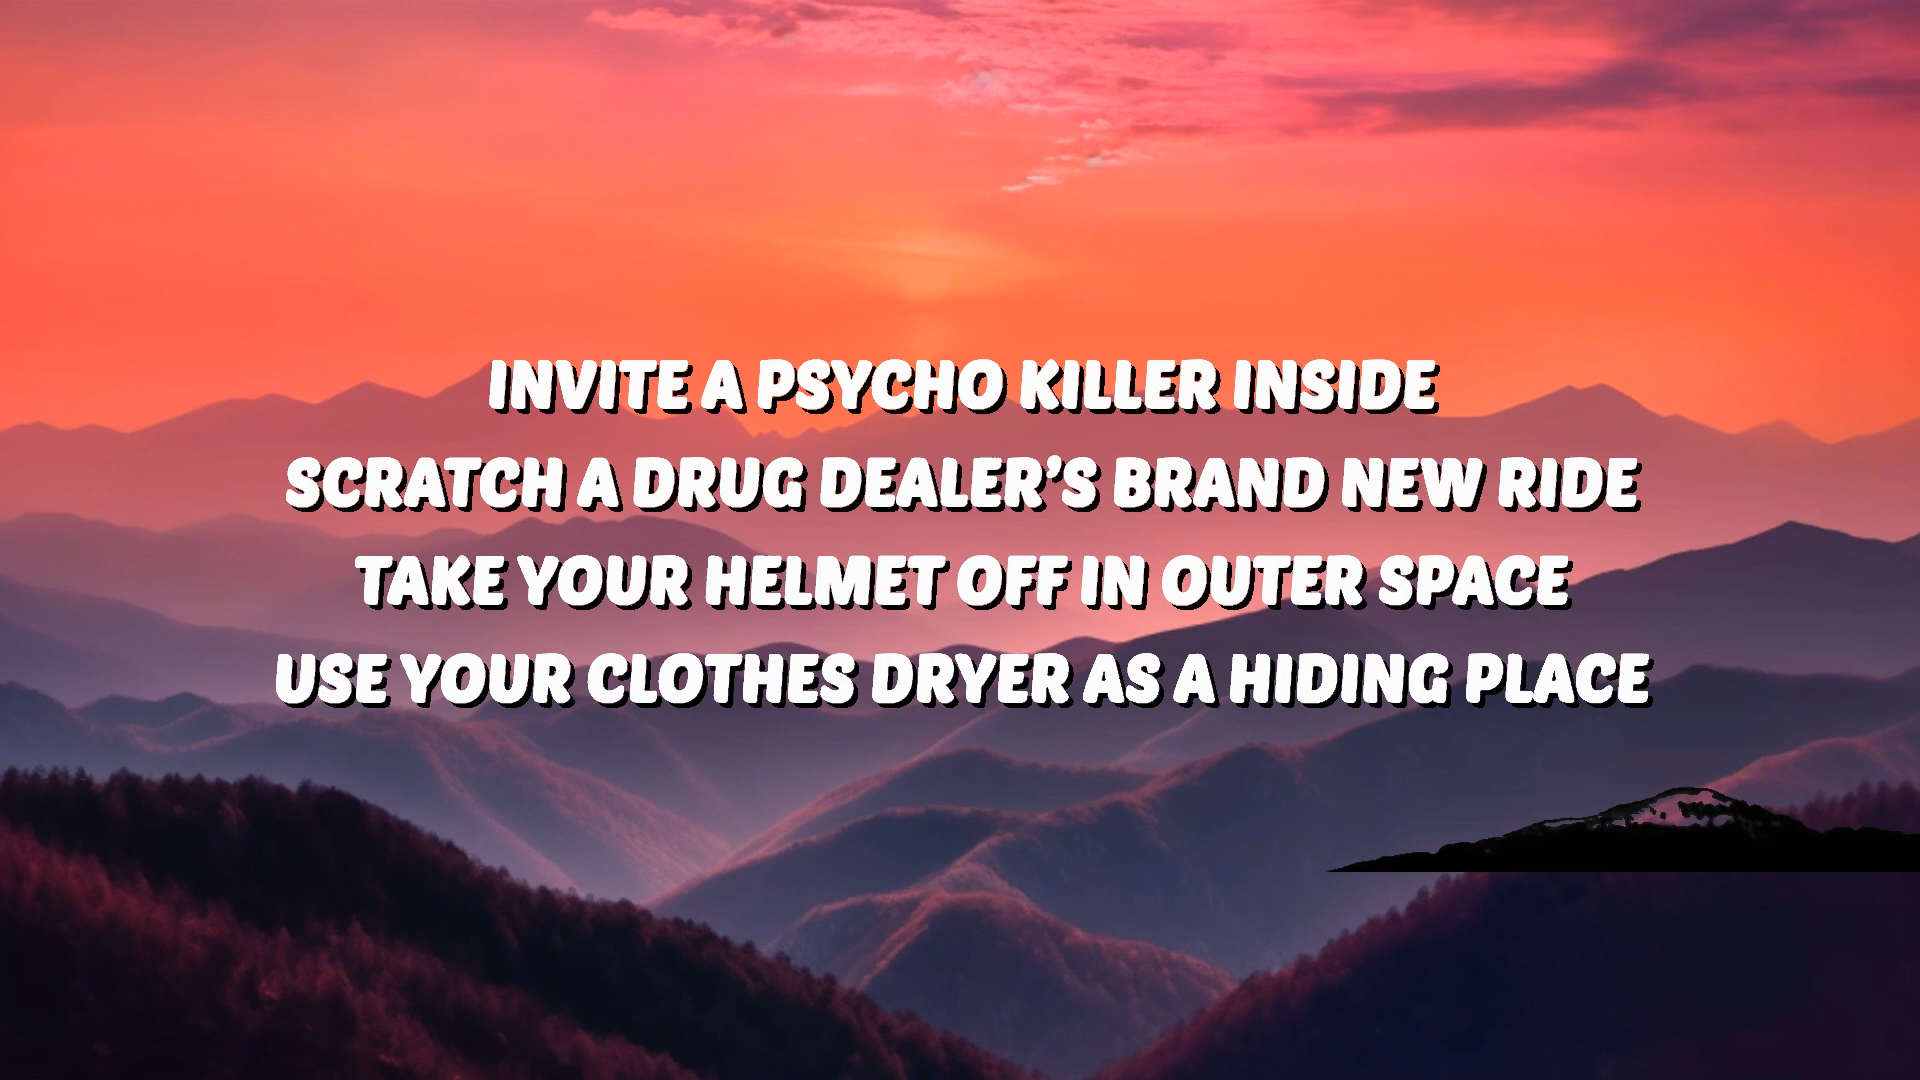 INVITE A PSYCHO KILLER INSIDE
SCRATCH A DRUG DEALER’S BRAND NEW RIDE
TAKE YOUR HELMET OFF IN OUTER SPACE
USE YOUR CLOTHES DRYER AS A HIDING PLACE